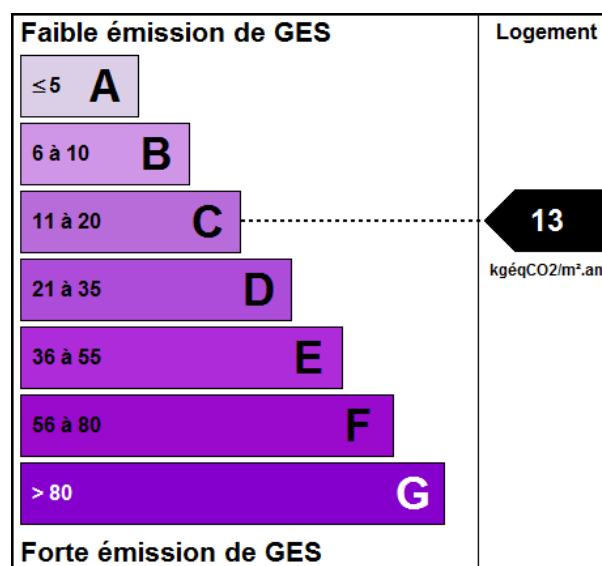 Faible émission de GES
Logement
≤5 A
6 à 10 B
11 à 20 C
13
kgéqCO2/m².an
21 à 35 D
36 à 55 E
56 à 80 F
> 80 G
Forte émission de GES